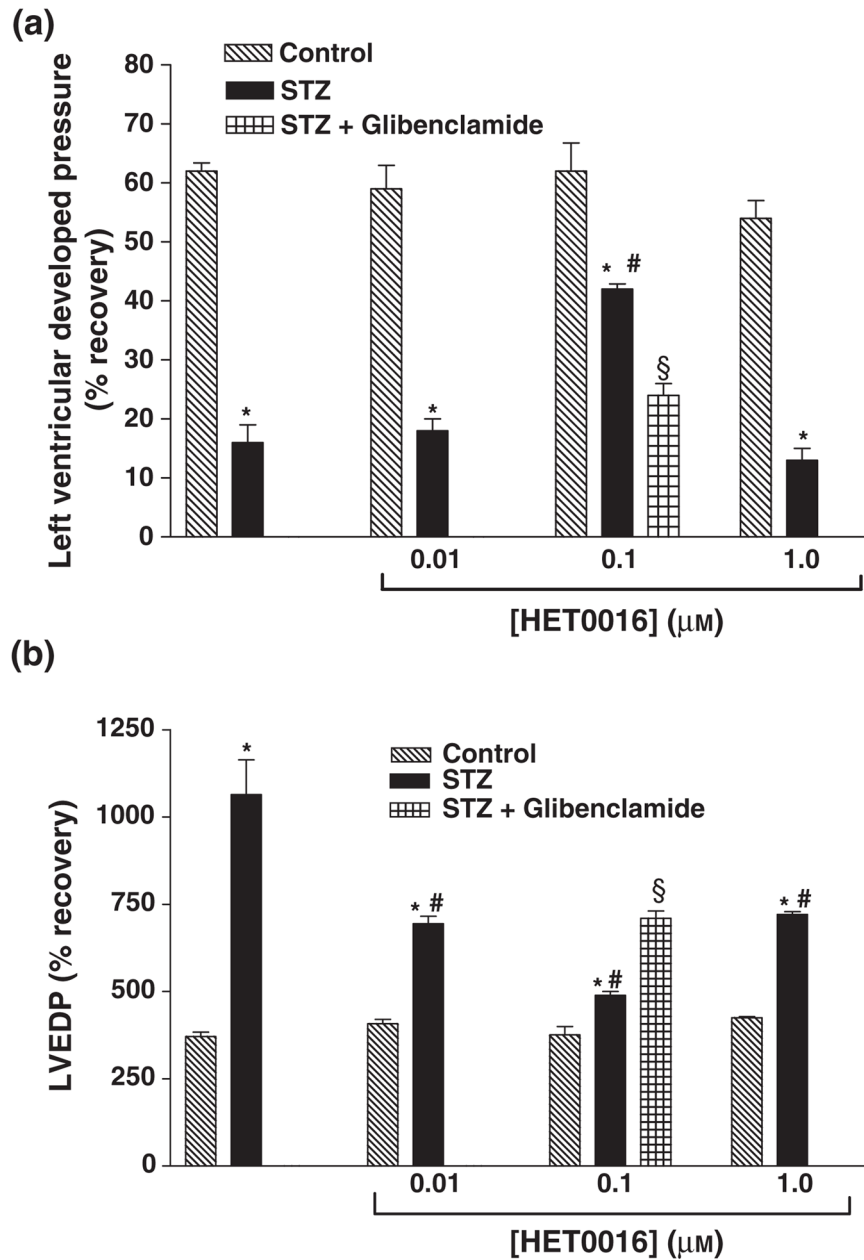 (a)
Control
STZ
STZ + Glibenclamide
Left ventricular developed pressure
(% recovery)
80
70
60
50
40
30
20
10
0
*
*
* #
§
*
0.01 0.1 1.0
[HET0016] (μM)
(b)
Control
STZ
STZ + Glibenclamide
LVEDP (% recovery)
1250
1000
750
500
250
0
*
* #
* #
§
* #
0.01 0.1 1.0
[HET0016] (μM)